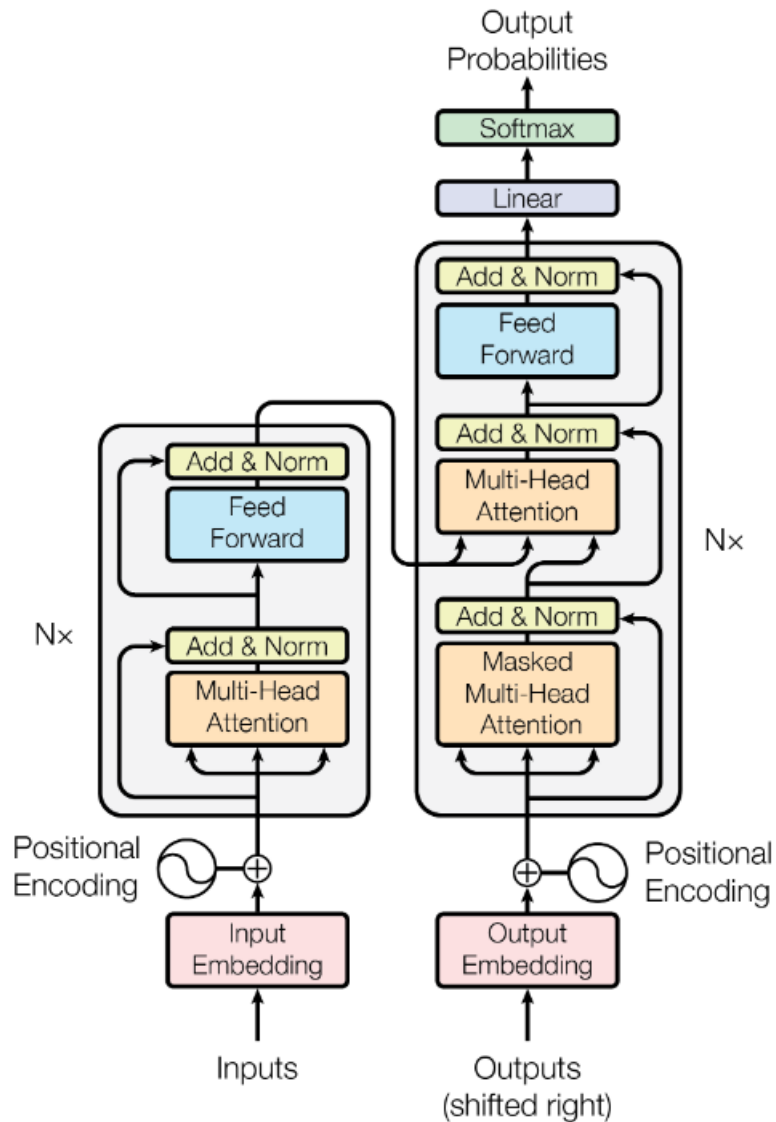 Output
Probabilities
Softmax
Linear
Add & Norm
Feed
Forward
Add & Norm
Multi-Head
Attention
Nx
Add & Norm
Masked
Multi-Head
Attention
Add & Norm
Feed
Forward
Nx
Add & Norm
Multi-Head
Attention
Positional
Encoding
Positional
Encoding
Input
Embedding
Output
Embedding
Inputs
Outputs
(shifted right)